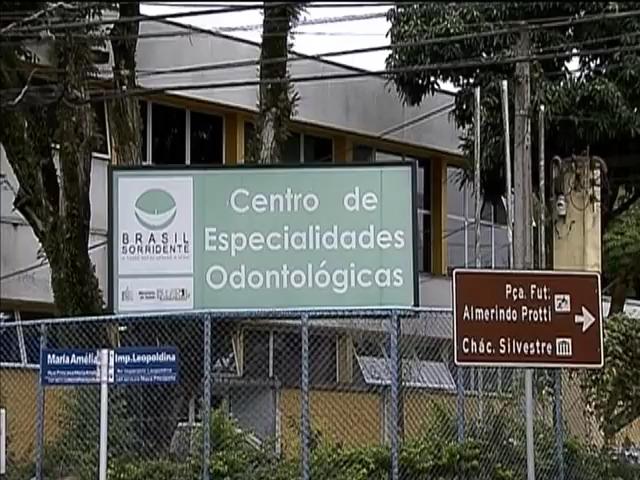 Centro de
Especialidades
Odontológicas
BRASIL
SORRIDENTE
Pça. Fut.
Almerindo Protti
Chác. Silvestre
Maria Amélia
Imp. Leopoldina